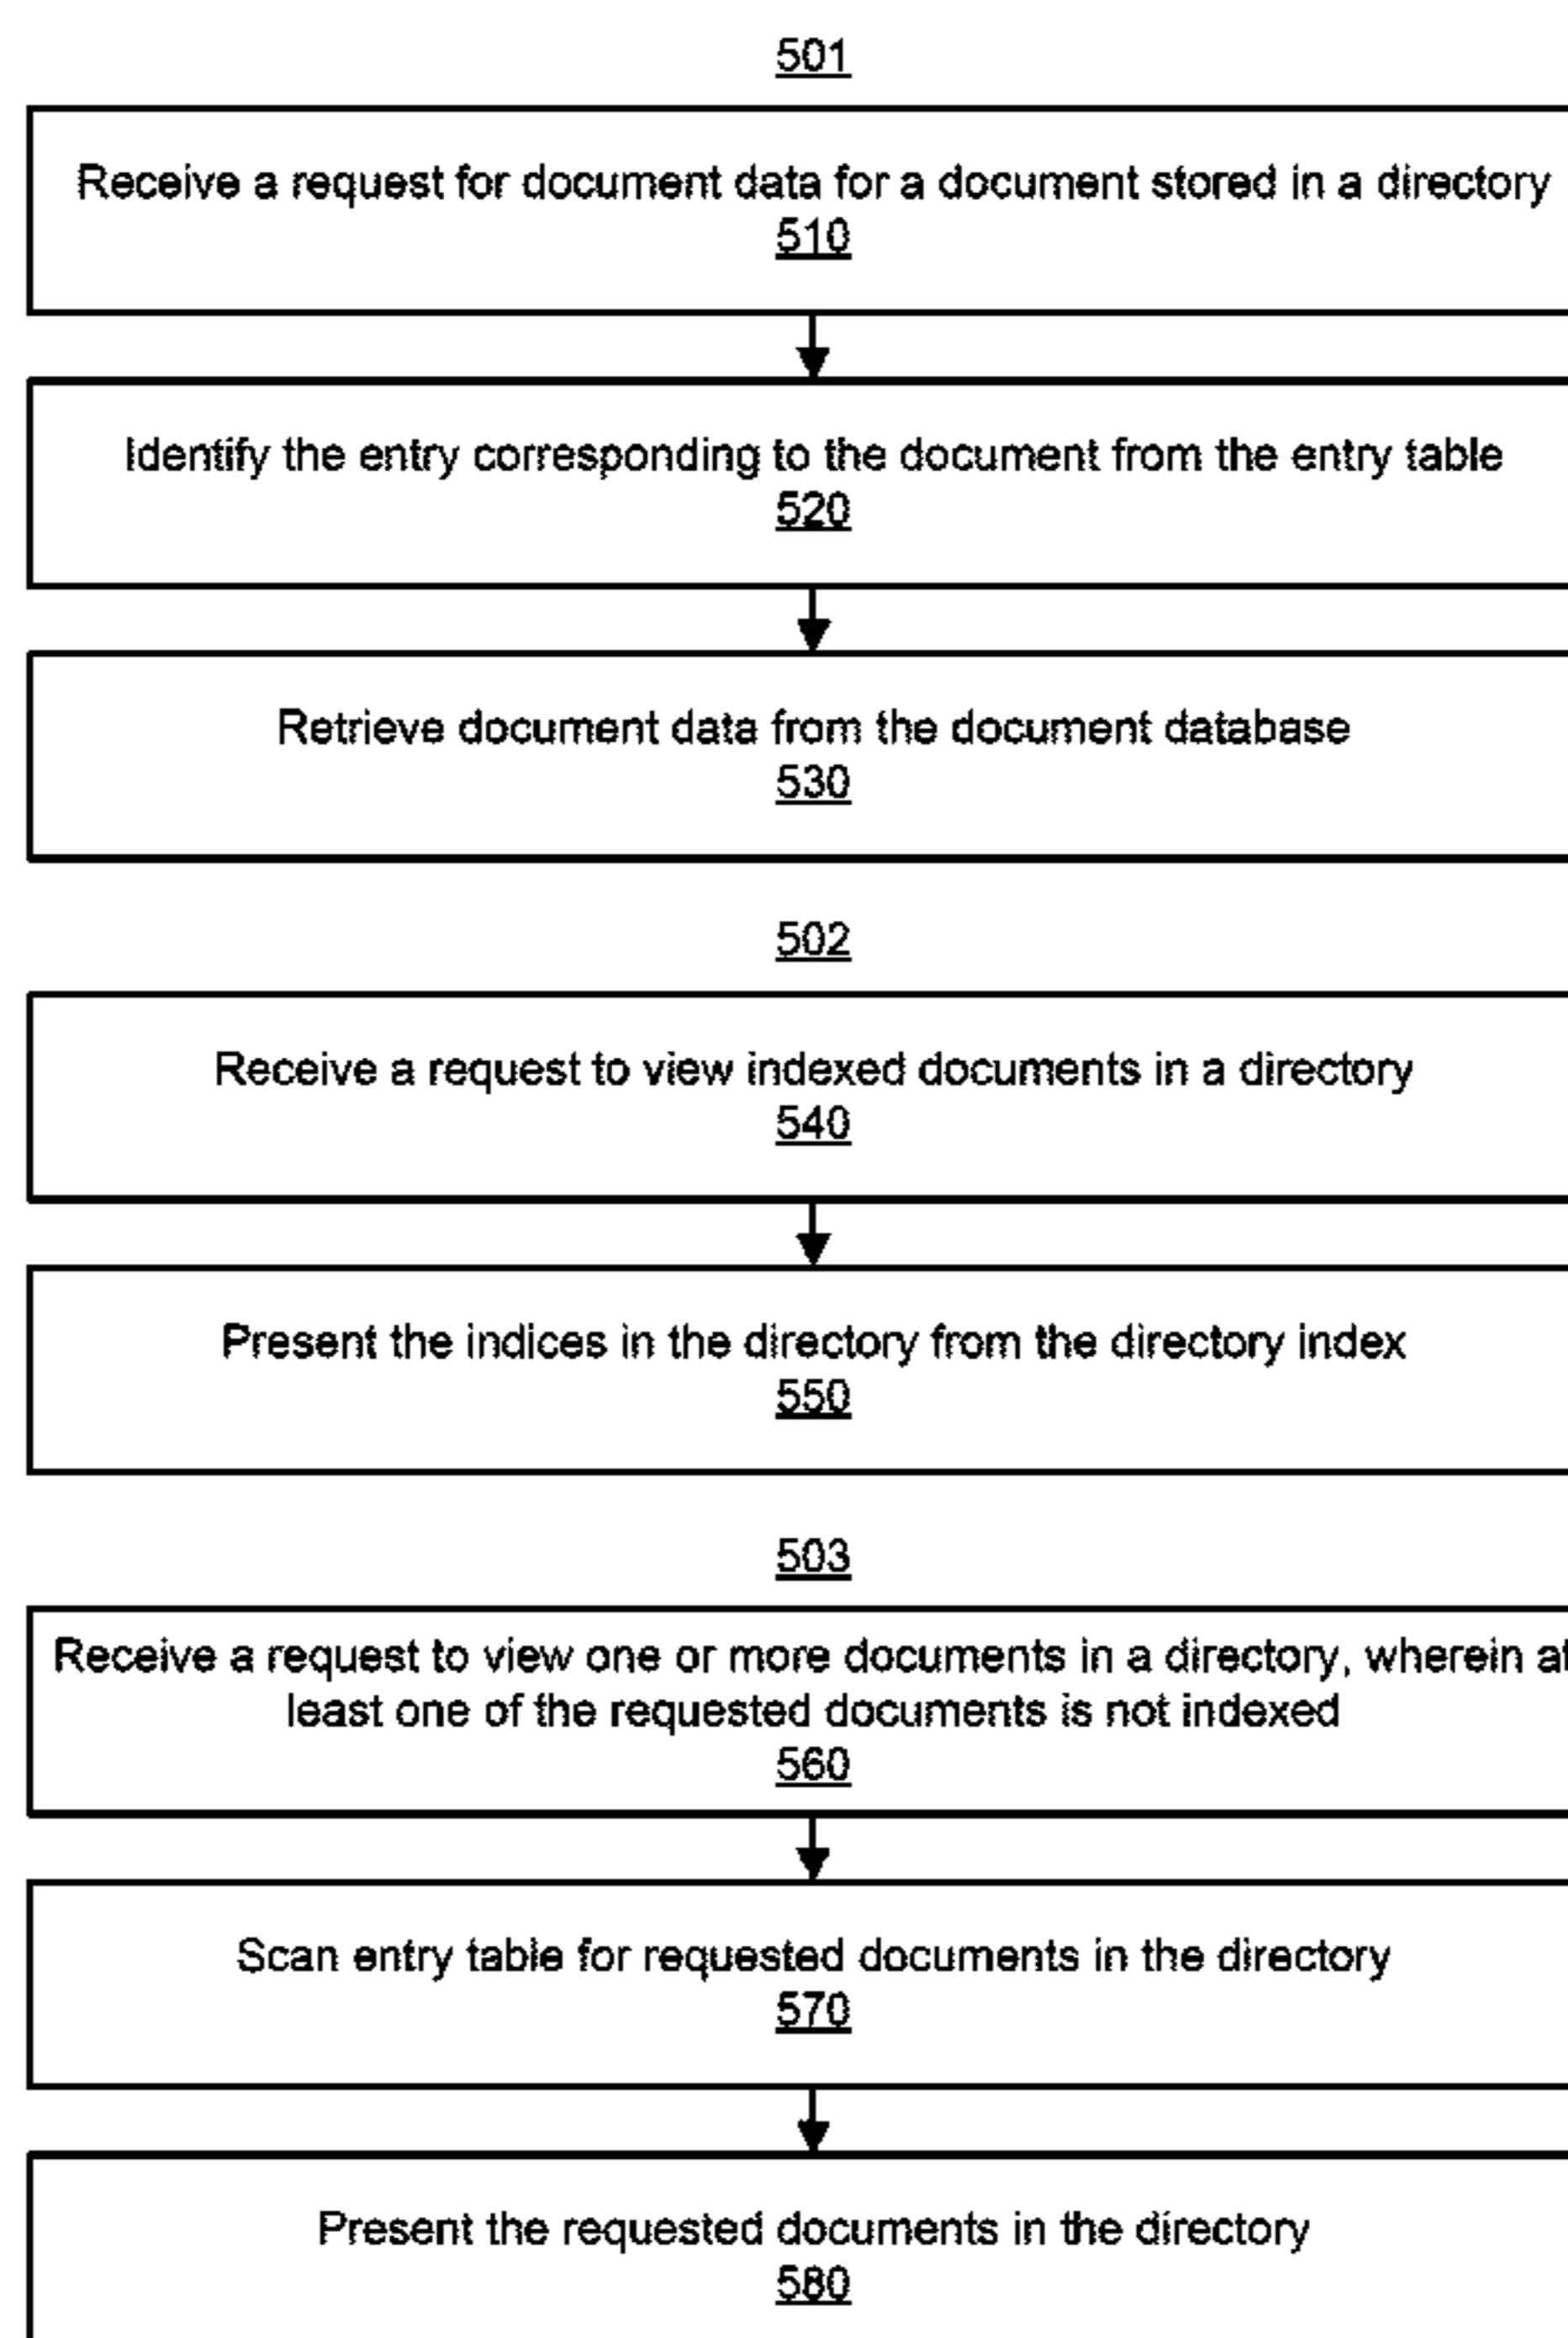 501
Receive a request for document data for a document stored in a directory
510
Identify the entry corresponding to the document from the entry table
520
Retrieve document data from the document database
530
502
Receive a request to view indexed documents in a directory
540
Present the indices in the directory from the directory index
550
503
Receive a request to view one or more documents in a directory, wherein at
least one of the requested documents is not indexed
560
Scan entry table for requested documents in the directory
570
Present the requested documents in the directory
580